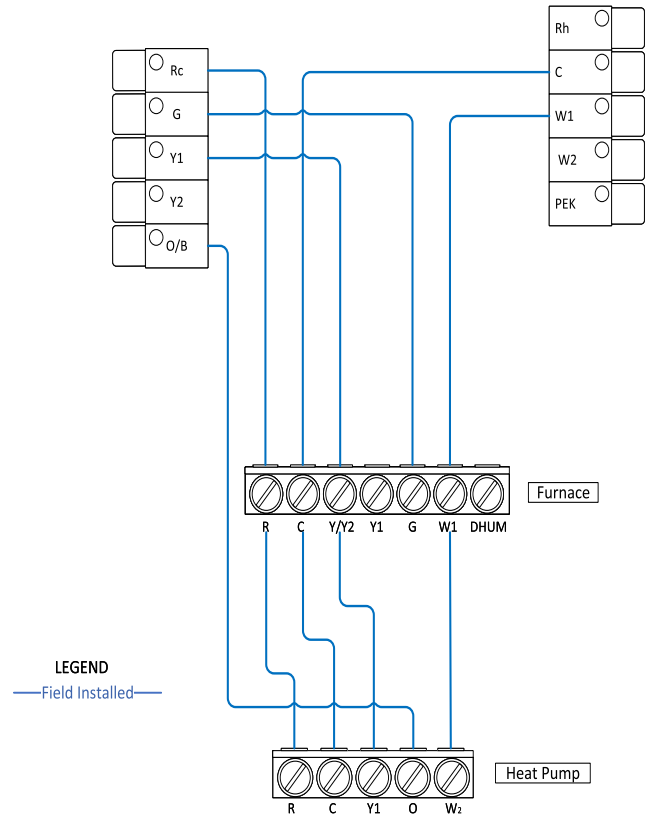 Rh
C
W1
W2
PEK
Rc
G
Y1
Y2
O/B
Furnace
R C Y/Y2 Y1 G W1 DHUM
LEGEND
Field Installed
Heat Pump
R C Y1 O W₂